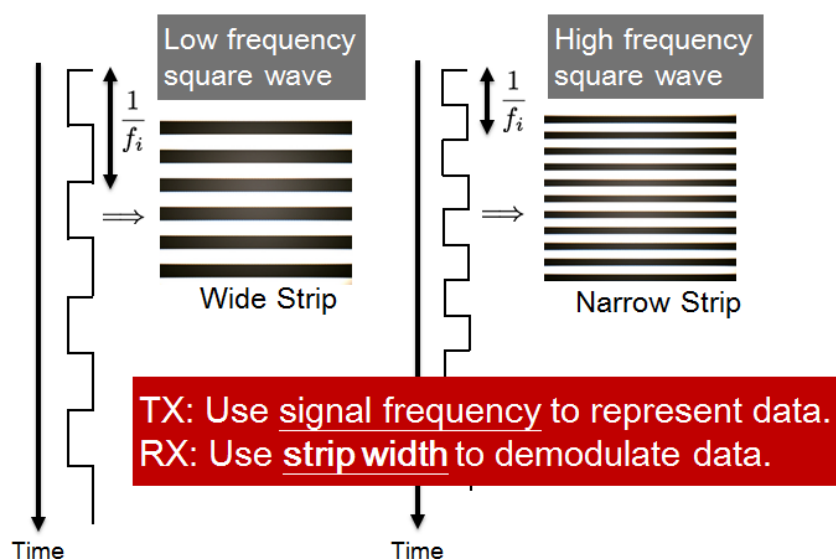 Low frequency
square wave
High frequency
square wave
1
f_i
1
f_i
⟹
⟹
Wide Strip
Narrow Strip
TX: Use signal frequency to represent data.
RX: Use strip width to demodulate data.
Time
Time